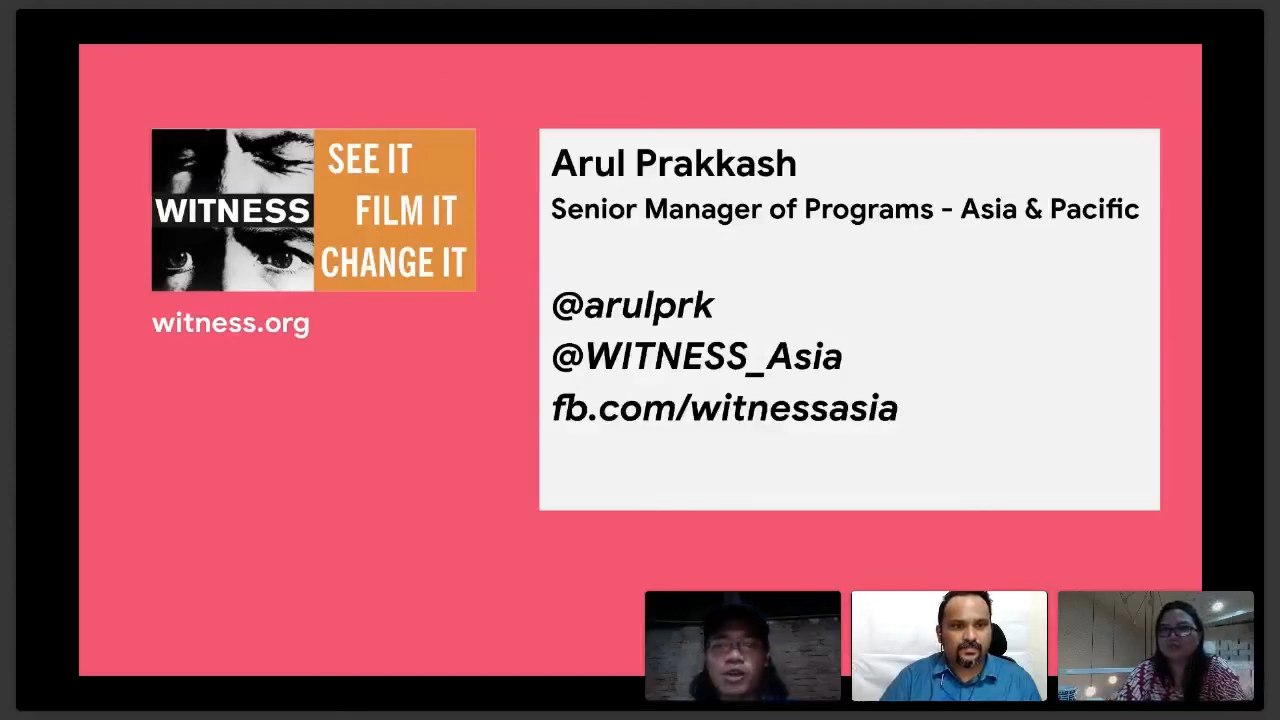 WITNESS
SEE IT
FILM IT
CHANGE IT
witness.org
Arul Prakkash
Senior Manager of Programs - Asia & Pacific
@arulprk
@WITNESS_Asia
fb.com/witnessasia